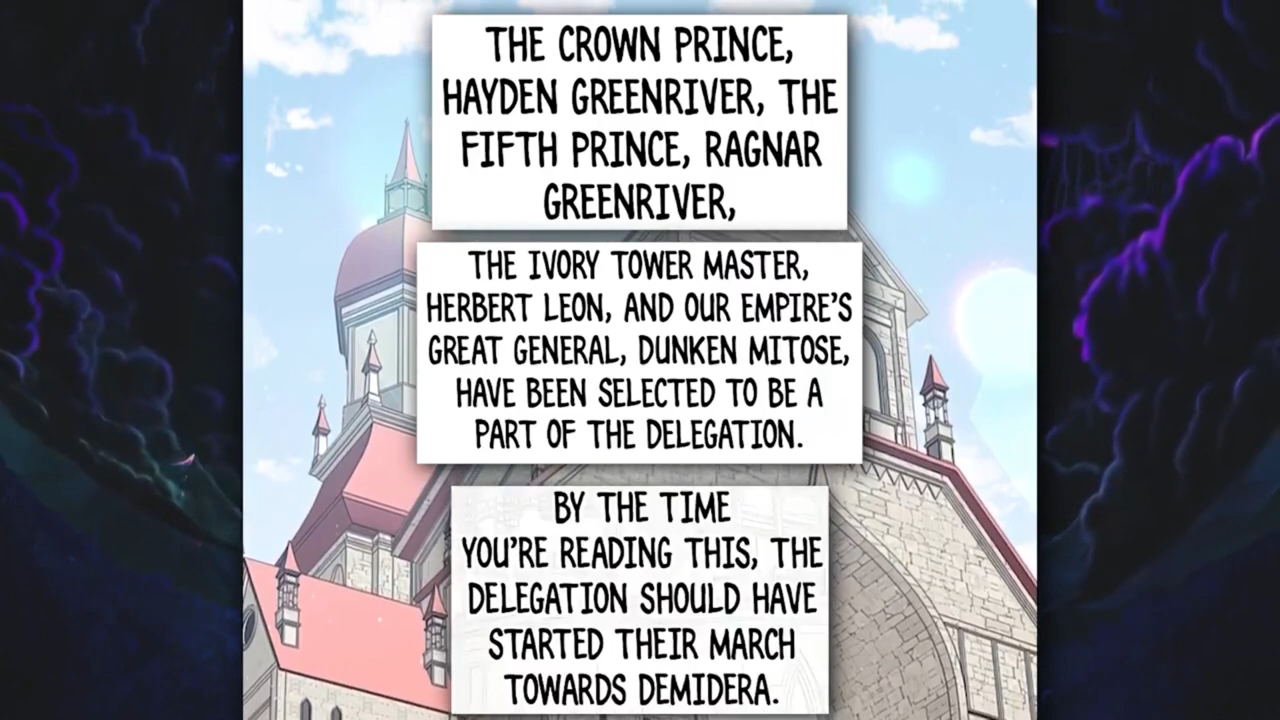 THE CROWN PRINCE,
HAYDEN GREENRIVER, THE
FIFTH PRINCE, RAGNAR
GREENRIVER,
THE IVORY TOWER MASTER,
HERBERT LEON, AND OUR EMPIRE'S
GREAT GENERAL, DUNKEN MITOSE,
HAVE BEEN SELECTED TO BE A
PART OF THE DELEGATION.
BY THE TIME
YOU'RE READING THIS, THE
DELEGATION SHOULD HAVE
STARTED THEIR MARCH
TOWARDS DEMIDERA.